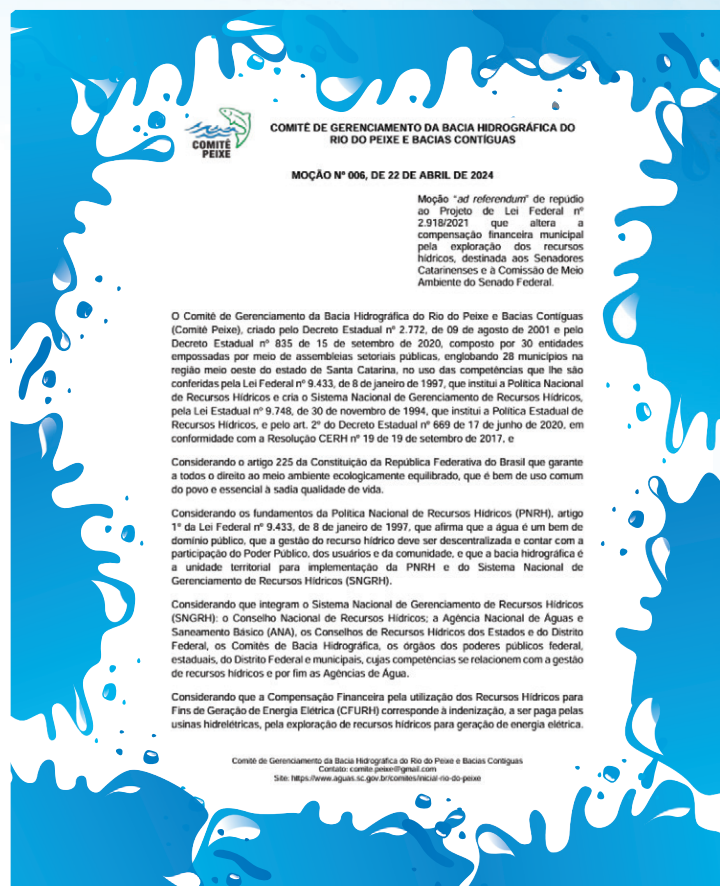 COMITÊ
PEIXE
COMITÊ DE GERENCIAMENTO DA BACIA HIDROGRÁFICA DO
RIO DO PEIXE E BACIAS CONTÍGUAS
MOÇÃO Nº 006, DE 22 DE ABRIL DE 2024
Moção "ad referendum" de repúdio
ao Projeto de Lei Federal nº
2.918/2021 que altera a
compensação financeira municipal
pela exploração dos recursos
hídricos, destinada aos Senadores
Catarinenses e à Comissão de Meio
Ambiente do Senado Federal.
O Comitê de Gerenciamento da Bacia Hidrográfica do Rio do Peixe e Bacias Contíguas
(Comitê Peixe), criado pelo Decreto Estadual nº 2.772, de 09 de agosto de 2001 e pelo
Decreto Estadual nº 835 de 15 de setembro de 2020, composto por 30 entidades
empossadas por meio de assembleias setoriais públicas, englobando 28 municípios na
região meio oeste do estado de Santa Catarina, no uso das competências que lhe são
conferidas pela Lei Federal nº 9.433, de 8 de janeiro de 1997, que institui a Política Nacional
de Recursos Hídricos e cria o Sistema Nacional de Gerenciamento de Recursos Hídricos,
pela Lei Estadual nº 9.748, de 30 de novembro de 1994, que institui a Política Estadual de
Recursos Hídricos, e pelo art. 2º do Decreto Estadual nº 669 de 17 de junho de 2020, em
conformidade com a Resolução CERH nº 19 de 19 de setembro de 2017, e
Considerando o artigo 225 da Constituição da República Federativa do Brasil que garante
a todos o direito ao meio ambiente ecologicamente equilibrado, que é bem de uso comum
do povo e essencial à sadia qualidade de vida.
Considerando os fundamentos da Política Nacional de Recursos Hídricos (PNRH), artigo
1º da Lei Federal nº 9.433, de 8 de janeiro de 1997, que afirma que a água é um bem de
domínio público, que a gestão do recurso hídrico deve ser descentralizada e contar com a
participação do Poder Público, dos usuários e da comunidade, e que a bacia hidrográfica é
a unidade territorial para implementação da PNRH e do Sistema Nacional de
Gerenciamento de Recursos Hídricos (SNGRH).
Considerando que integram o Sistema Nacional de Gerenciamento de Recursos Hídricos
(SNGRH): o Conselho Nacional de Recursos Hídricos; a Agência Nacional de Águas e
Saneamento Básico (ANA), os Conselhos de Recursos Hídricos dos Estados e do Distrito
Federal, os Comitês de Bacia Hidrográfica, os órgãos dos poderes públicos federal,
estaduais, do Distrito Federal e municipais, cujas competências se relacionem com a gestão
de recursos hídricos e por fim as Agências de Água.
Considerando que a Compensação Financeira pela utilização dos Recursos Hídricos para
Fins de Geração de Energia Elétrica (CFURH) corresponde à indenização, a ser paga pelas
usinas hidrelétricas, pela exploração de recursos hídricos para geração de energia elétrica.
Comitê de Gerenciamento da Bacia Hidrográfica do Rio do Peixe e Bacias Contíguas
Contato: comite.peixe@gmail.com
Site: https://www.aguas.sc.gov.br/comites/inicial-rio-do-peixe